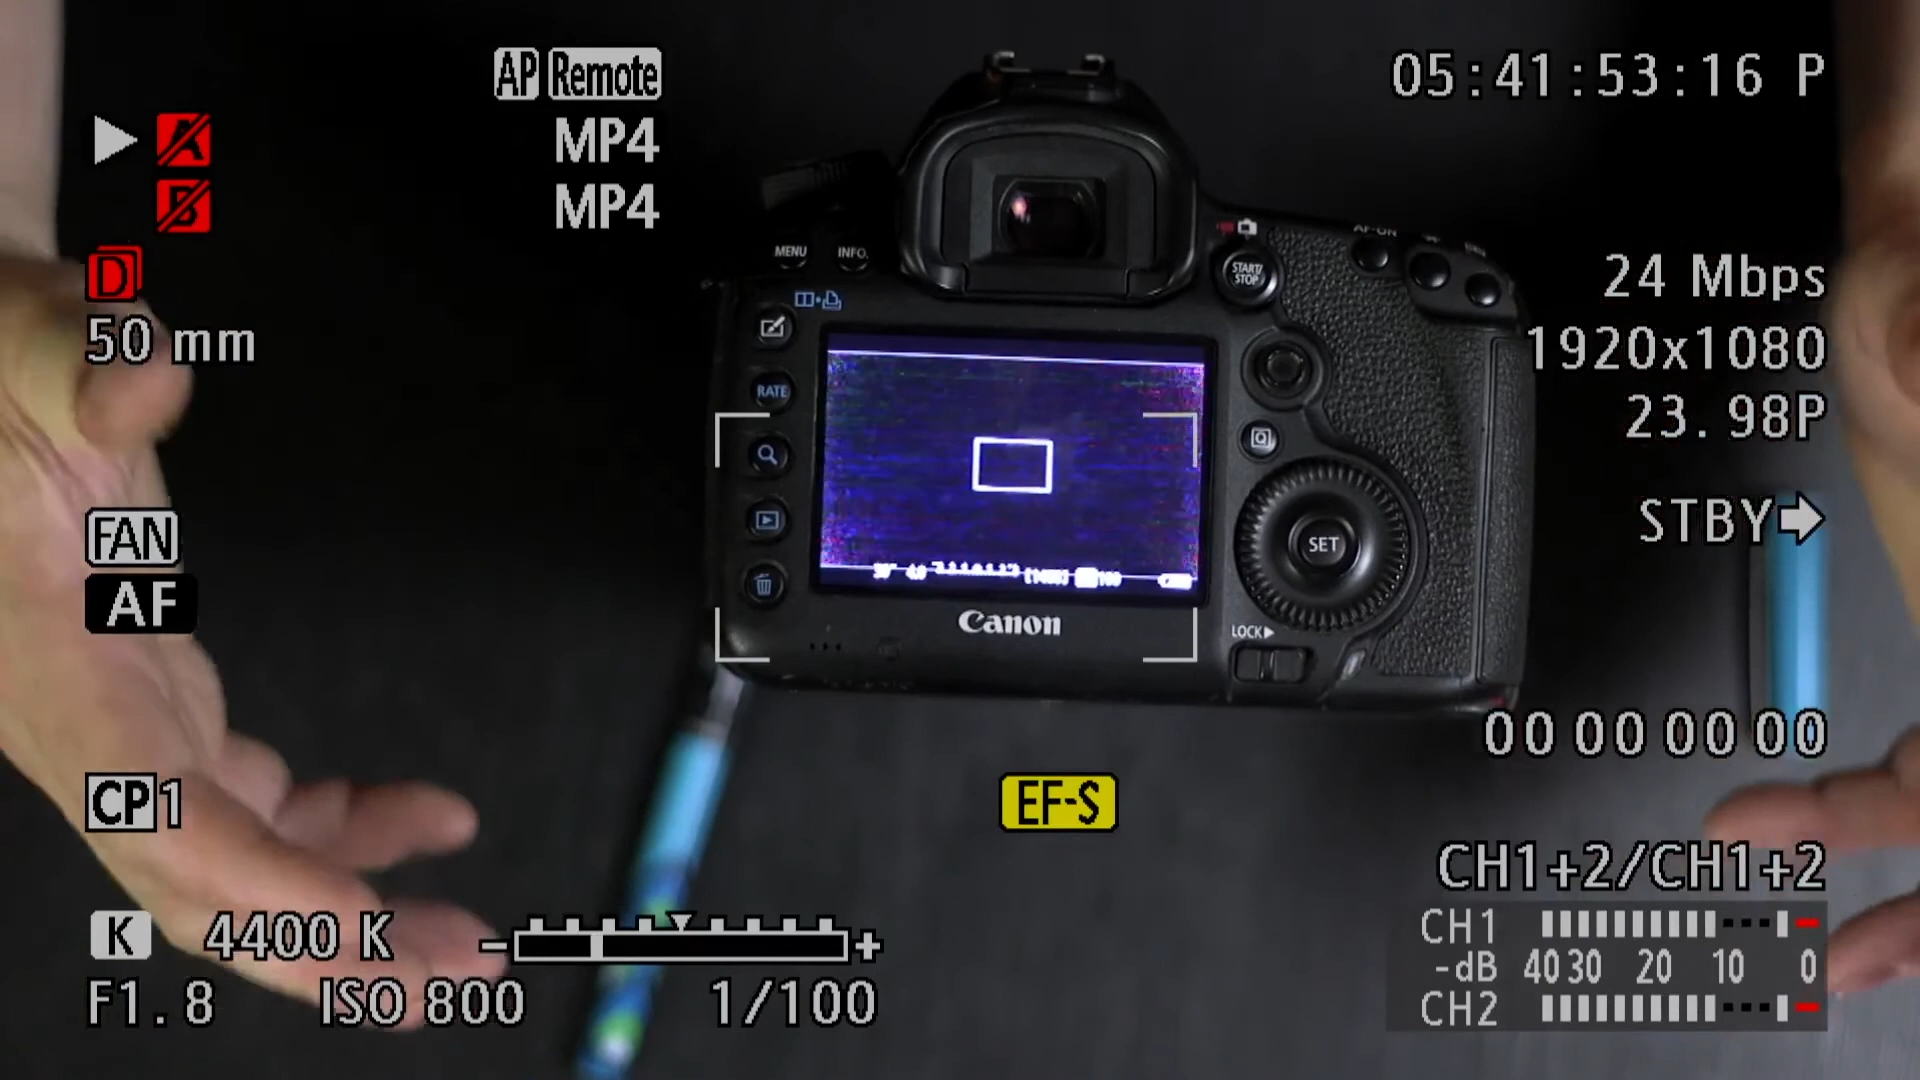 AP Remote
05:41:53:16 P
A
MP4
B
MP4
D
50 mm
24 Mbps
1920x1080
23.98P
MENU
INFO.
START/
STOP
AF-ON
RATE
Q
SET
FAN
AF
STBY
Canon
LOCK
00 00 00 00
CP1
EF-S
CH1+2/CH1+2
K 4400 K
- +
CH1
-dB 40 30 20 10 0
CH2
F1.8 ISO 800 1/100